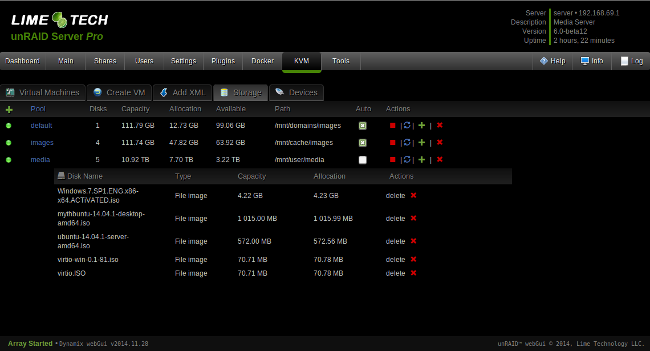 LIME TECH
unRAID Server Pro
Server server • 192.168.69.1
Description Media Server
Version 6.0-beta12
Uptime 2 hours, 22 minutes
Dashboard Main Shares Users Settings Plugins Docker KVM Tools Help Info Log
Virtual Machines Create VM Add XML Storage Devices
Pool Disks Capacity Allocation Available Path Auto Actions
default 1 111.79 GB 12.73 GB 99.06 GB /mnt/domains/images
images 4 111.74 GB 47.82 GB 63.92 GB /mnt/cache/images
media 5 10.92 TB 7.70 TB 3.22 TB /mnt/user/media
Disk Name Type Capacity Allocation Actions
Windows.7.SP1.ENG.x86-
x64.ACTiVATED.iso File image 4.22 GB 4.23 GB delete
mythbuntu-14.04.1-desktop-
amd64.iso File image 1 015.00 MB 1 015.99 MB delete
ubuntu-14.04.1-server-
amd64.iso File image 572.00 MB 572.56 MB delete
virtio-win-0.1-81.iso File image 70.71 MB 70.78 MB delete
virtio.ISO File image 70.71 MB 70.78 MB delete
Array Started • Dynamix webGui v2014.11.28 unRAID™ webGui © 2014, Lime Technology LLC.